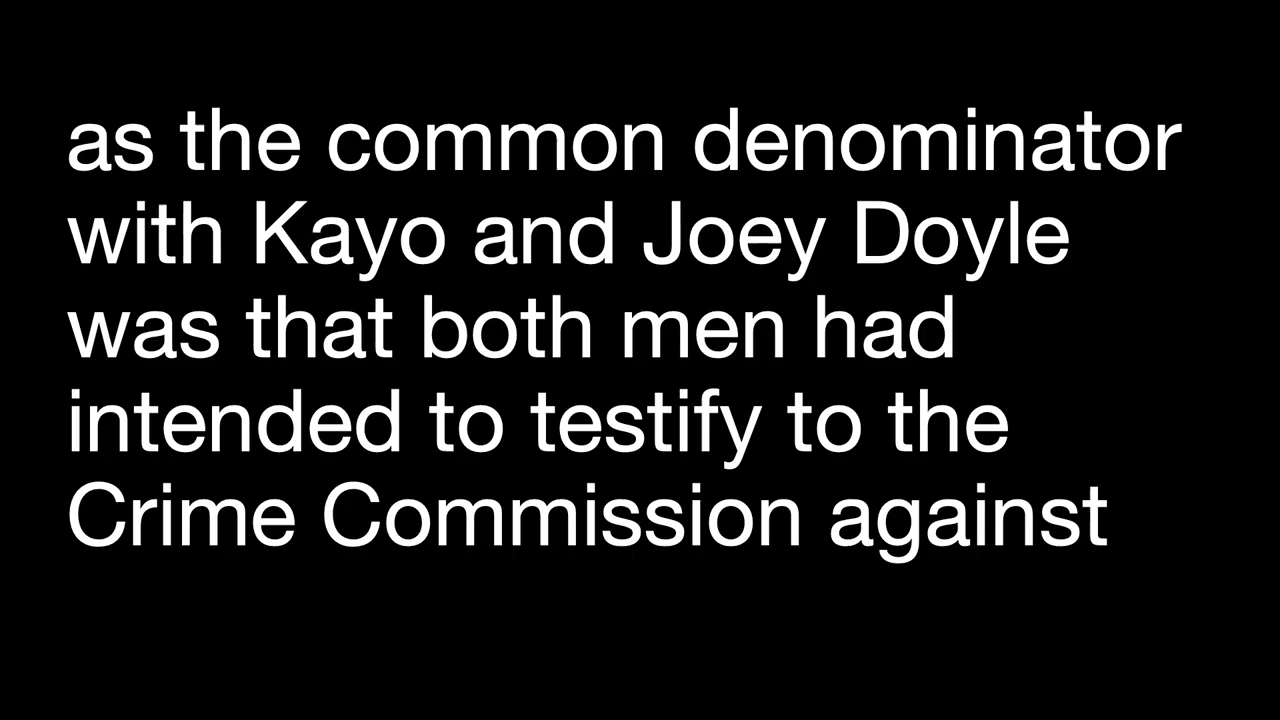 as the common denominator
with Kayo and Joey Doyle
was that both men had
intended to testify to the
Crime Commission against